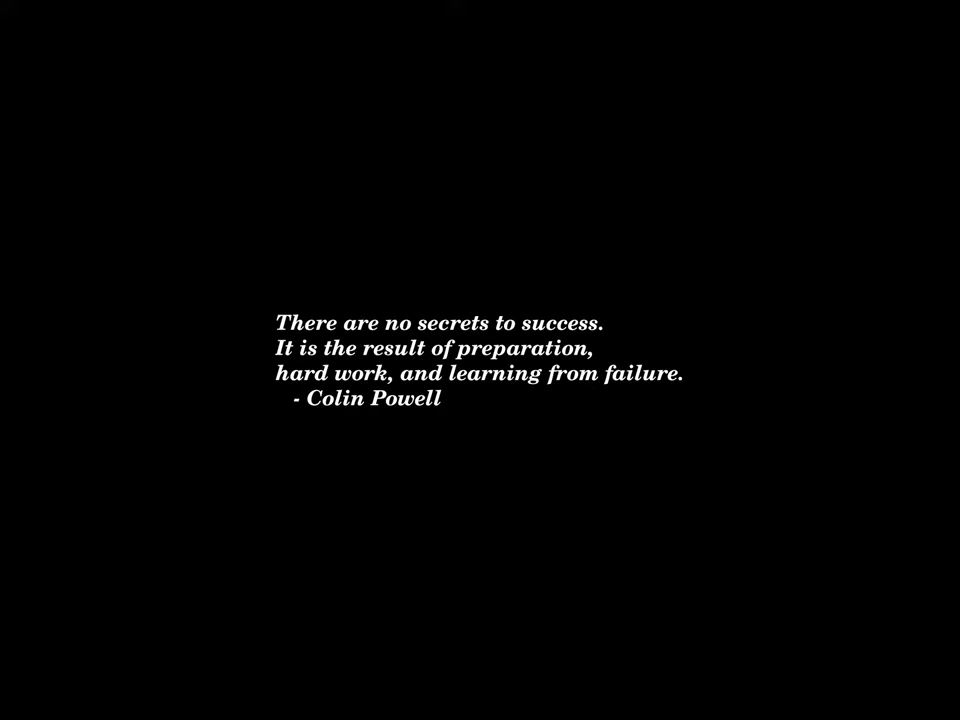 There are no secrets to success.
It is the result of preparation,
hard work, and learning from failure.
- Colin Powell